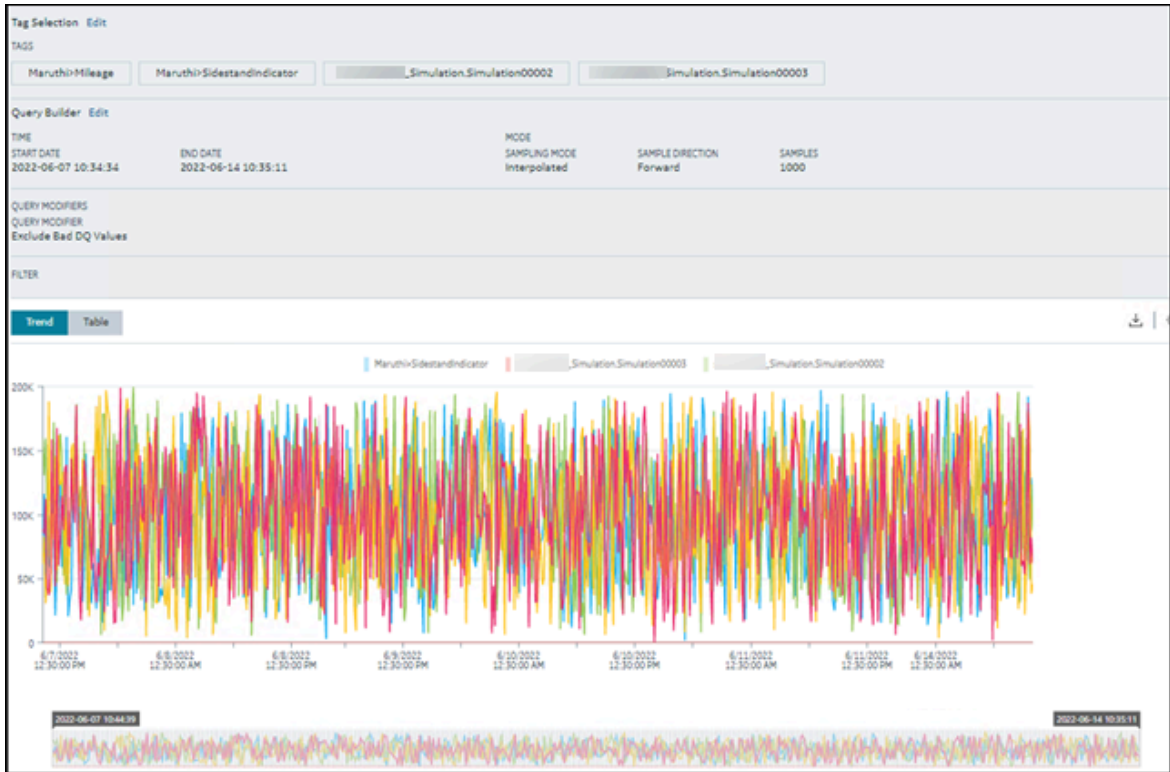 Tag Selection Edit
TAGS
Maruthi>Mileage Maruthi>SidestandIndicator _Simulation.Simulation00002 Simulation.Simulation00003
Query Builder Edit
TIME MODE
START DATE END DATE SAMPLING MODE SAMPLE DIRECTION SAMPLES
2022-06-07 10:34:34 2022-06-14 10:35:11 Interpolated Forward 1000
QUERY MODIFIERS
QUERY MODIFIER
Exclude Bad DQ Values
FILTER
Trend Table
Maruthi>SidestandIndicator _Simulation.Simulation00003 _Simulation.Simulation00002
200K
150K
100K
50K
0
6/7/2022 6/8/2022 6/8/2022 6/9/2022 6/10/2022 6/10/2022 6/11/2022 6/11/2022 6/14/2022
12:30:00 PM 12:30:00 AM 12:30:00 PM 12:30:00 PM 12:30:00 AM 12:30:00 PM 12:30:00 AM 12:30:00 PM 12:30:00 AM
2022-06-07 10:44:39 2022-06-14 10:35:11